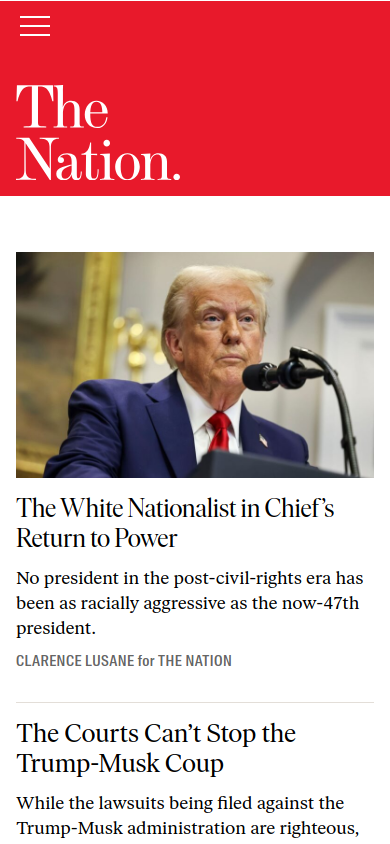 The
Nation.
The White Nationalist in Chief’s
Return to Power
No president in the post-civil-rights era has
been as racially aggressive as the now-47th
president.
CLARENCE LUSANE for THE NATION
The Courts Can’t Stop the
Trump-Musk Coup
While the lawsuits being filed against the
Trump-Musk administration are righteous,